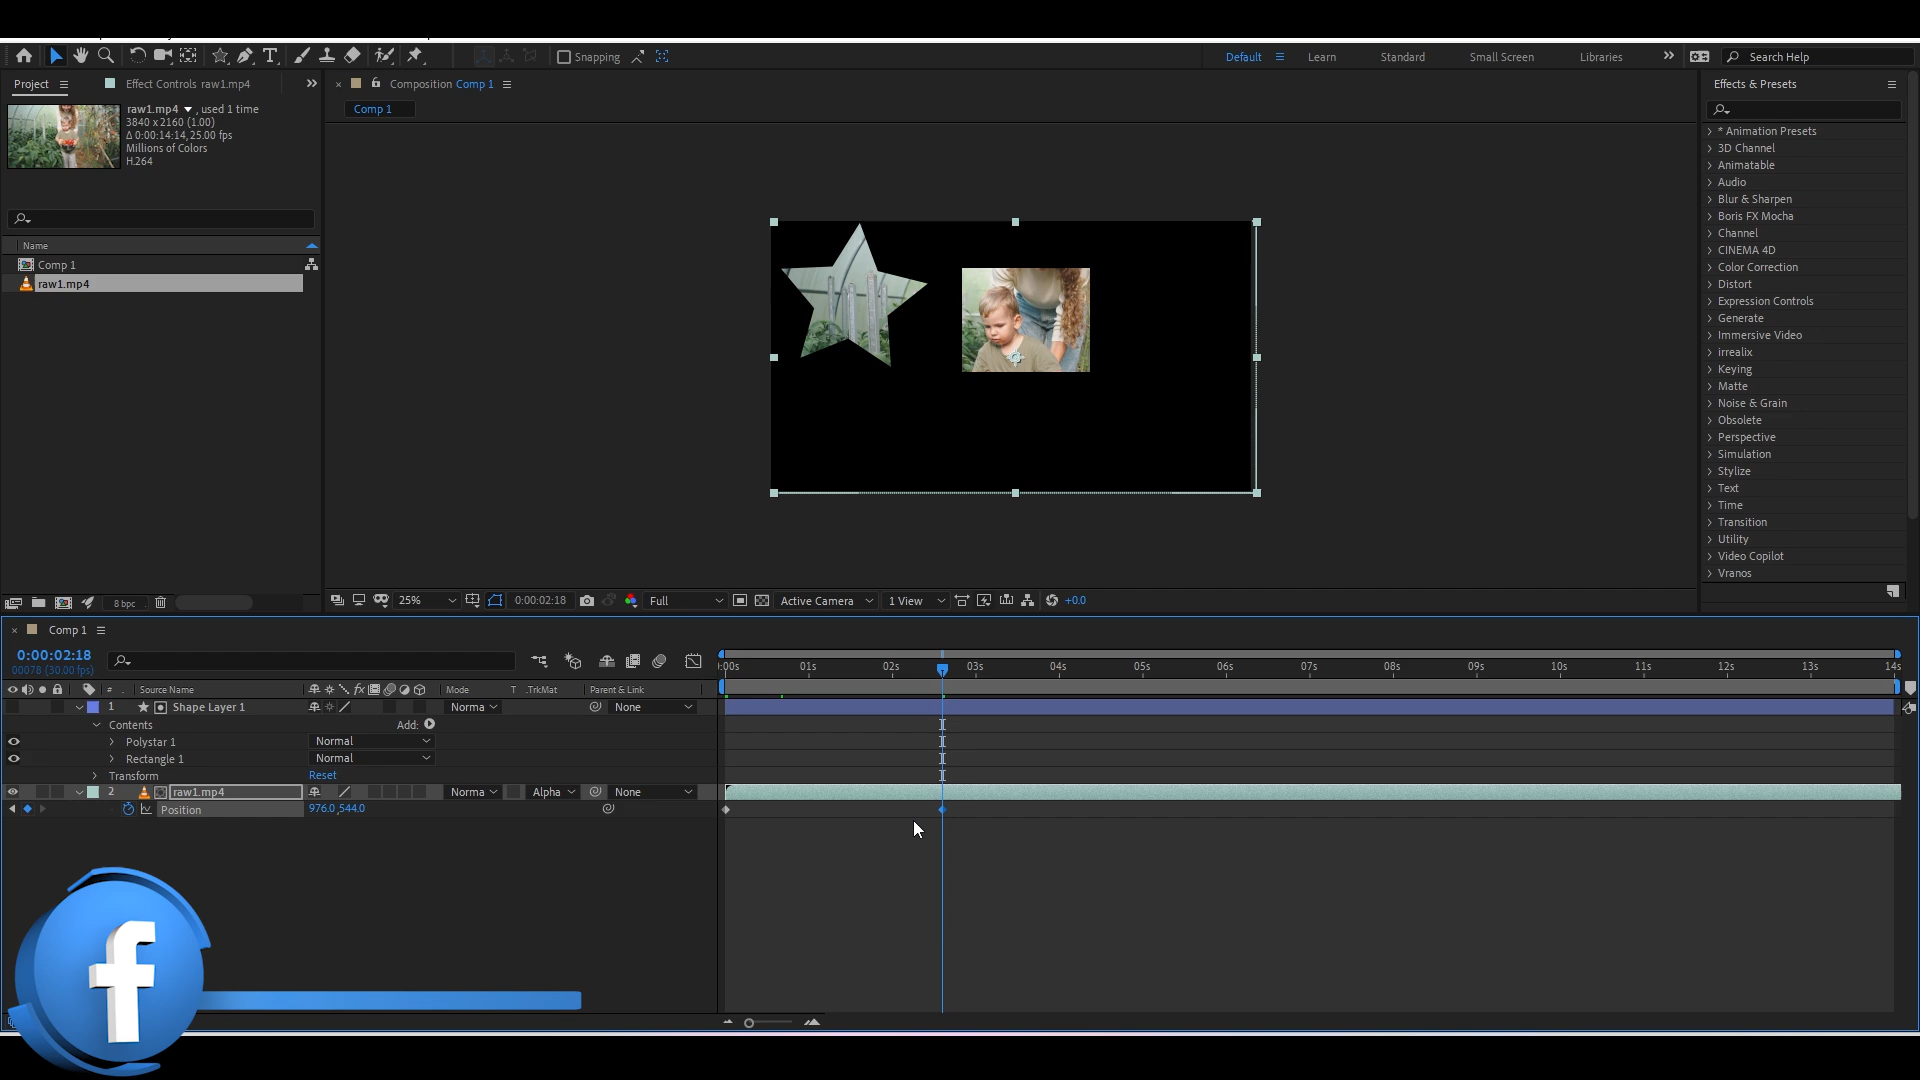 Snapping
Default
Learn
Standard
Small Screen
Libraries
Search Help
Project
Effect Controls raw1.mp4
Composition Comp 1
Effects & Presets
raw1.mp4 , used 1 time
3840 x 2160 (1.00)
Δ 0:00:14:14, 25.00 fps
Millions of Colors
H.264
Comp 1
Name
Comp 1
raw1.mp4
* Animation Presets
3D Channel
Animatable
Audio
Blur & Sharpen
Boris FX Mocha
Channel
CINEMA 4D
Color Correction
Distort
Expression Controls
Generate
Immersive Video
irrealix
Keying
Matte
Noise & Grain
Obsolete
Perspective
Simulation
Stylize
Text
Time
Transition
Utility
Video Copilot
Vranos
8 bpc
25%
0:00:02:18
Full
Active Camera
1 View
+0.0
Comp 1
0:00:02:18
00078 (30.00 fps)
:00s 01s 02s 03s 04s 05s 06s 07s 08s 09s 10s 11s 12s 13s 14s
# Source Name Mode T .TrkMat Parent & Link
1 Shape Layer 1 Norma None
Contents Add:
Polystar 1 Normal
Rectangle 1 Normal
Transform Reset
2 raw1.mp4 Norma Alpha None
Position 976.0,544.0
f